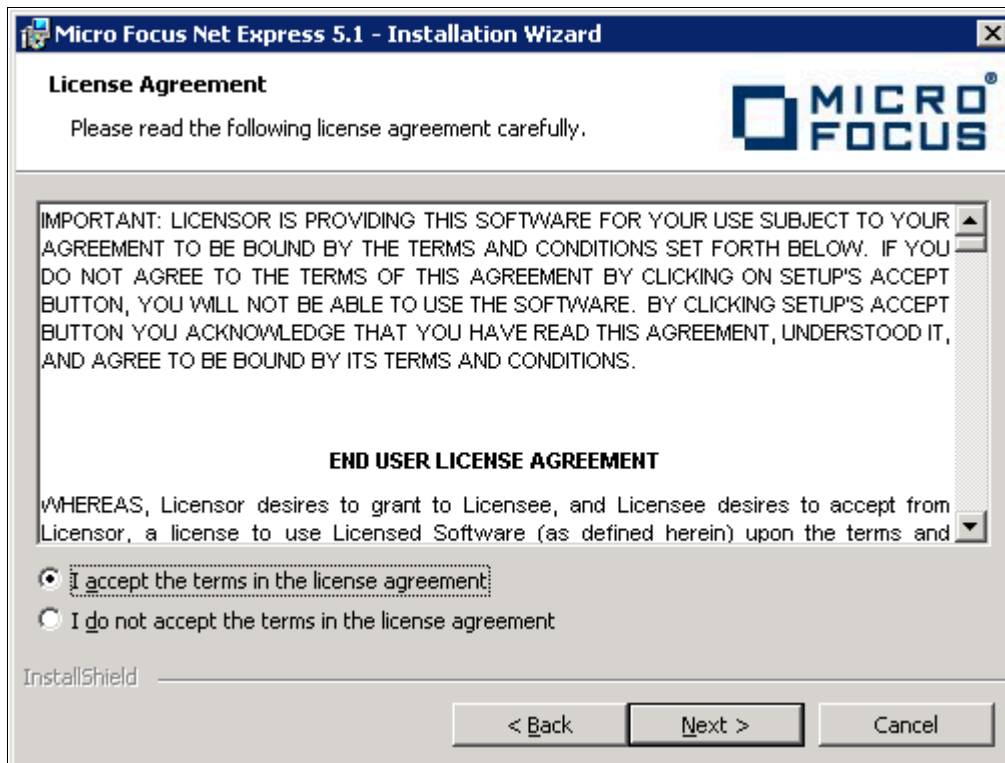 Micro Focus Net Express 5.1 - Installation Wizard
License Agreement
Please read the following license agreement carefully.
MICRO
FOCUS
®
IMPORTANT: LICENSOR IS PROVIDING THIS SOFTWARE FOR YOUR USE SUBJECT TO YOUR
AGREEMENT TO BE BOUND BY THE TERMS AND CONDITIONS SET FORTH BELOW. IF YOU
DO NOT AGREE TO THE TERMS OF THIS AGREEMENT BY CLICKING ON SETUP'S ACCEPT
BUTTON, YOU WILL NOT BE ABLE TO USE THE SOFTWARE. BY CLICKING SETUP'S ACCEPT
BUTTON YOU ACKNOWLEDGE THAT YOU HAVE READ THIS AGREEMENT, UNDERSTOOD IT,
AND AGREE TO BE BOUND BY ITS TERMS AND CONDITIONS.
END USER LICENSE AGREEMENT
WHEREAS, Licensor desires to grant to Licensee, and Licensee desires to accept from
Licensor, a license to use Licensed Software (as defined herein) upon the terms and
I accept the terms in the license agreement
I do not accept the terms in the license agreement
InstallShield
< Back
Next >
Cancel